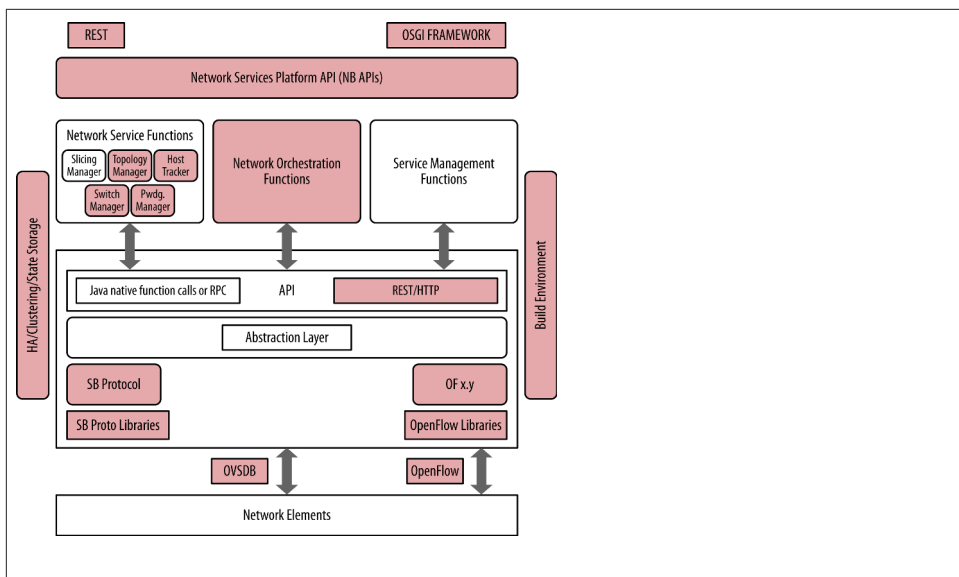 REST
OSGI FRAMEWORK
Network Services Platform API (NB APIs)
Network Service Functions
Slicing
Manager
Topology
Manager
Host
Tracker
Switch
Manager
Pwdg.
Manager
Network Orchestration
Functions
Service Management
Functions
HA/Clustering/State Storage
Build Environment
Java native function calls or RPC
API
REST/HTTP
Abstraction Layer
SB Protocol
OF x.y
SB Proto Libraries
OpenFlow Libraries
OVSDB
OpenFlow
Network Elements